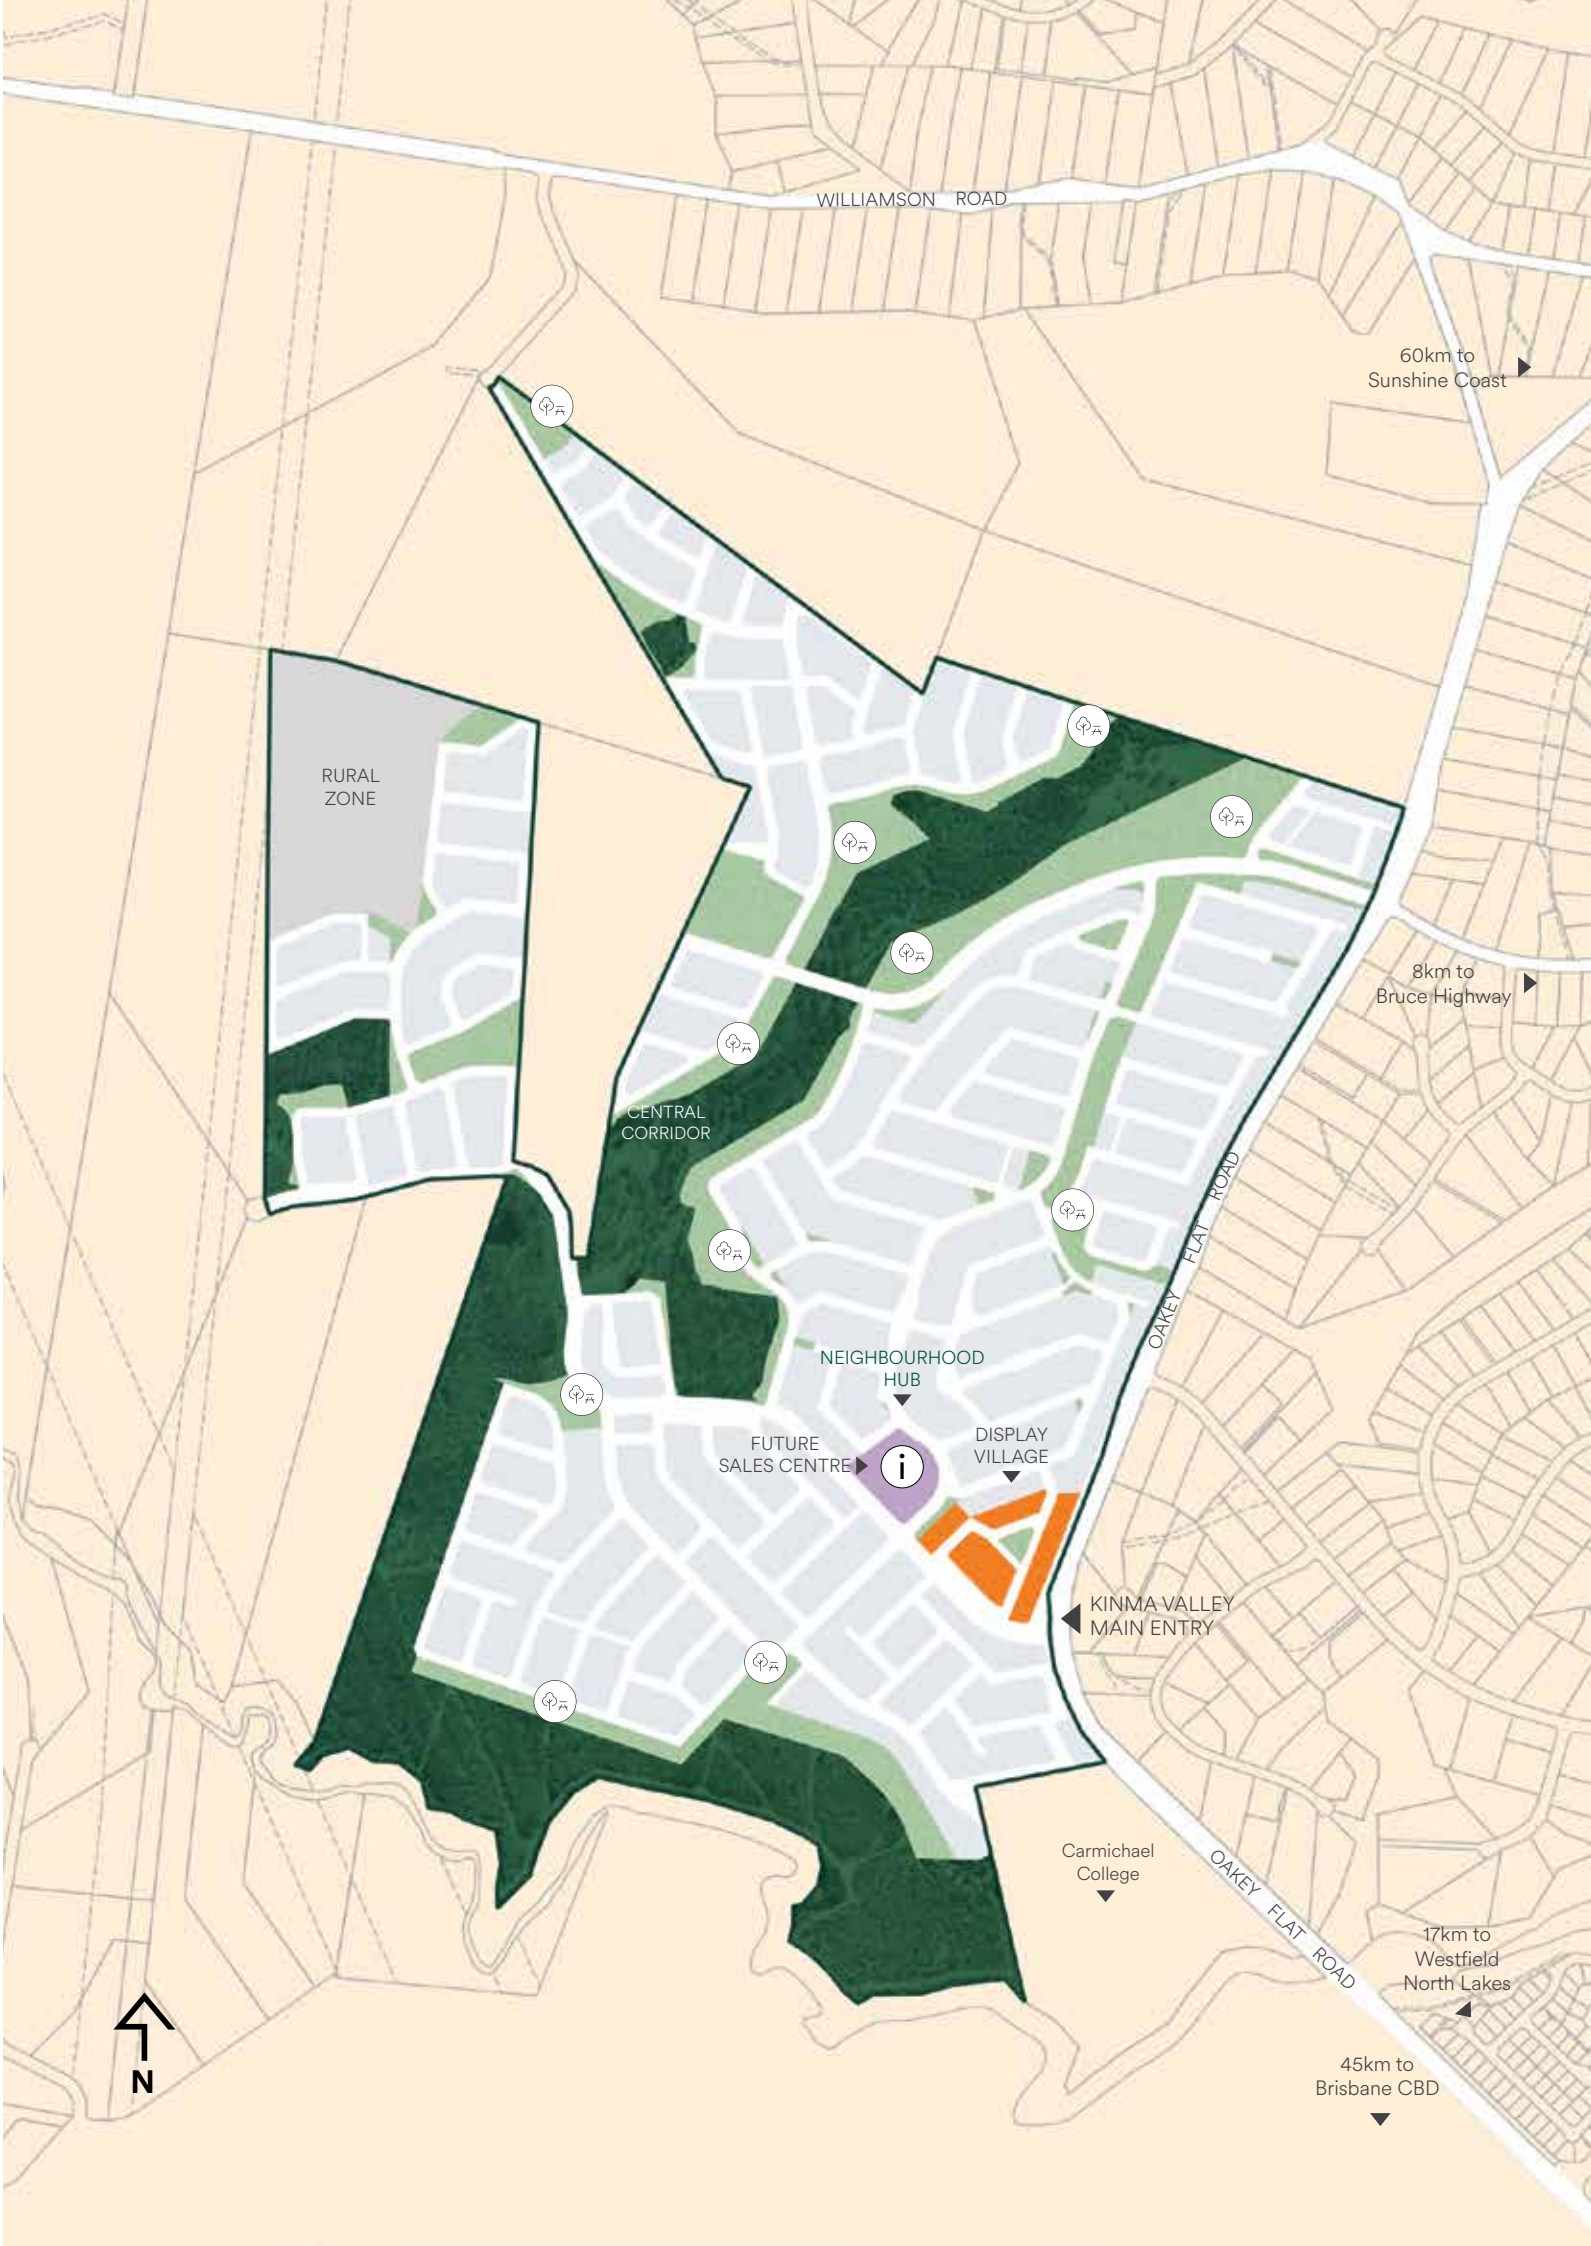 WILLIAMSON ROAD
60km to
Sunshine Coast
RURAL
ZONE
8km to
Bruce Highway
CENTRAL
CORRIDOR
OAKEY FLAT ROAD
NEIGHBOURHOOD
HUB
DISPLAY
VILLAGE
FUTURE
SALES CENTRE
i
KINMA VALLEY
MAIN ENTRY
Carmichael
College
OAKEY FLAT ROAD
17km to
Westfield
North Lakes
45km to
Brisbane CBD
N